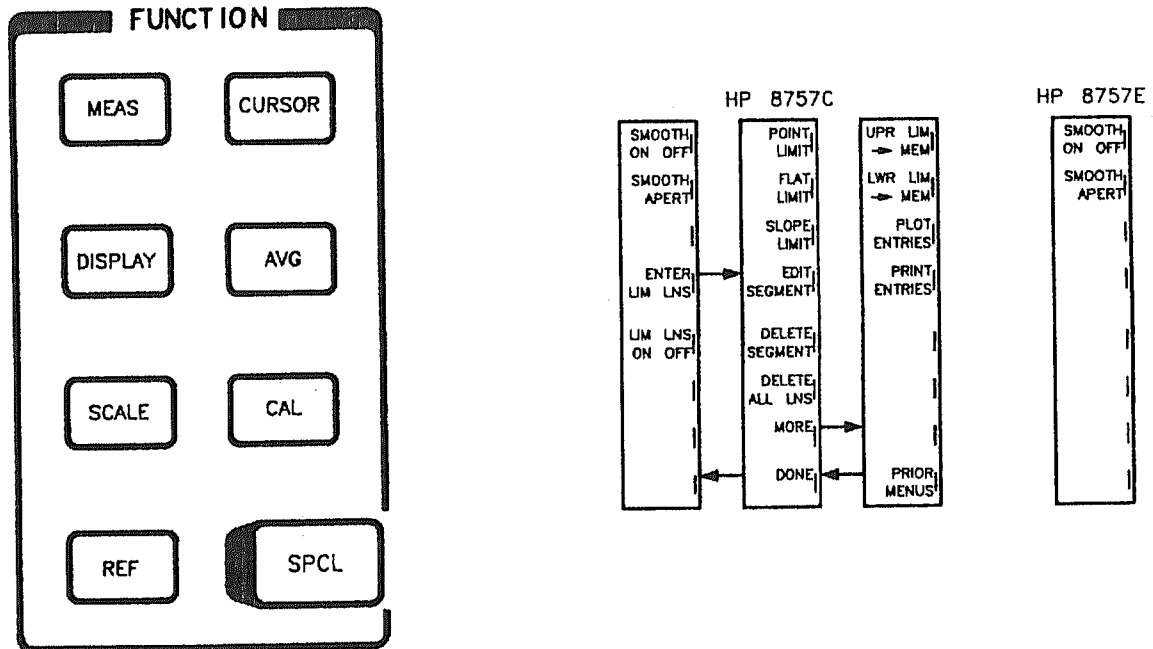 FUNCTION
MEAS
CURSOR
DISPLAY
AVG
SCALE
CAL
REF
SPCL
HP 8757C
SMOOTH
ON OFF
SMOOTH
APERT
ENTER
LIM LNS
LIM LNS
ON OFF
POINT
LIMIT
FLAT
LIMIT
SLOPE
LIMIT
EDIT
SEGMENT
DELETE
SEGMENT
DELETE
ALL LNS
MORE
DONE
UPR LIM
→ MEM
LWR LIM
→ MEM
PLOT
ENTRIES
PRINT
ENTRIES
PRIOR
MENUS
HP 8757E
SMOOTH
ON OFF
SMOOTH
APERT